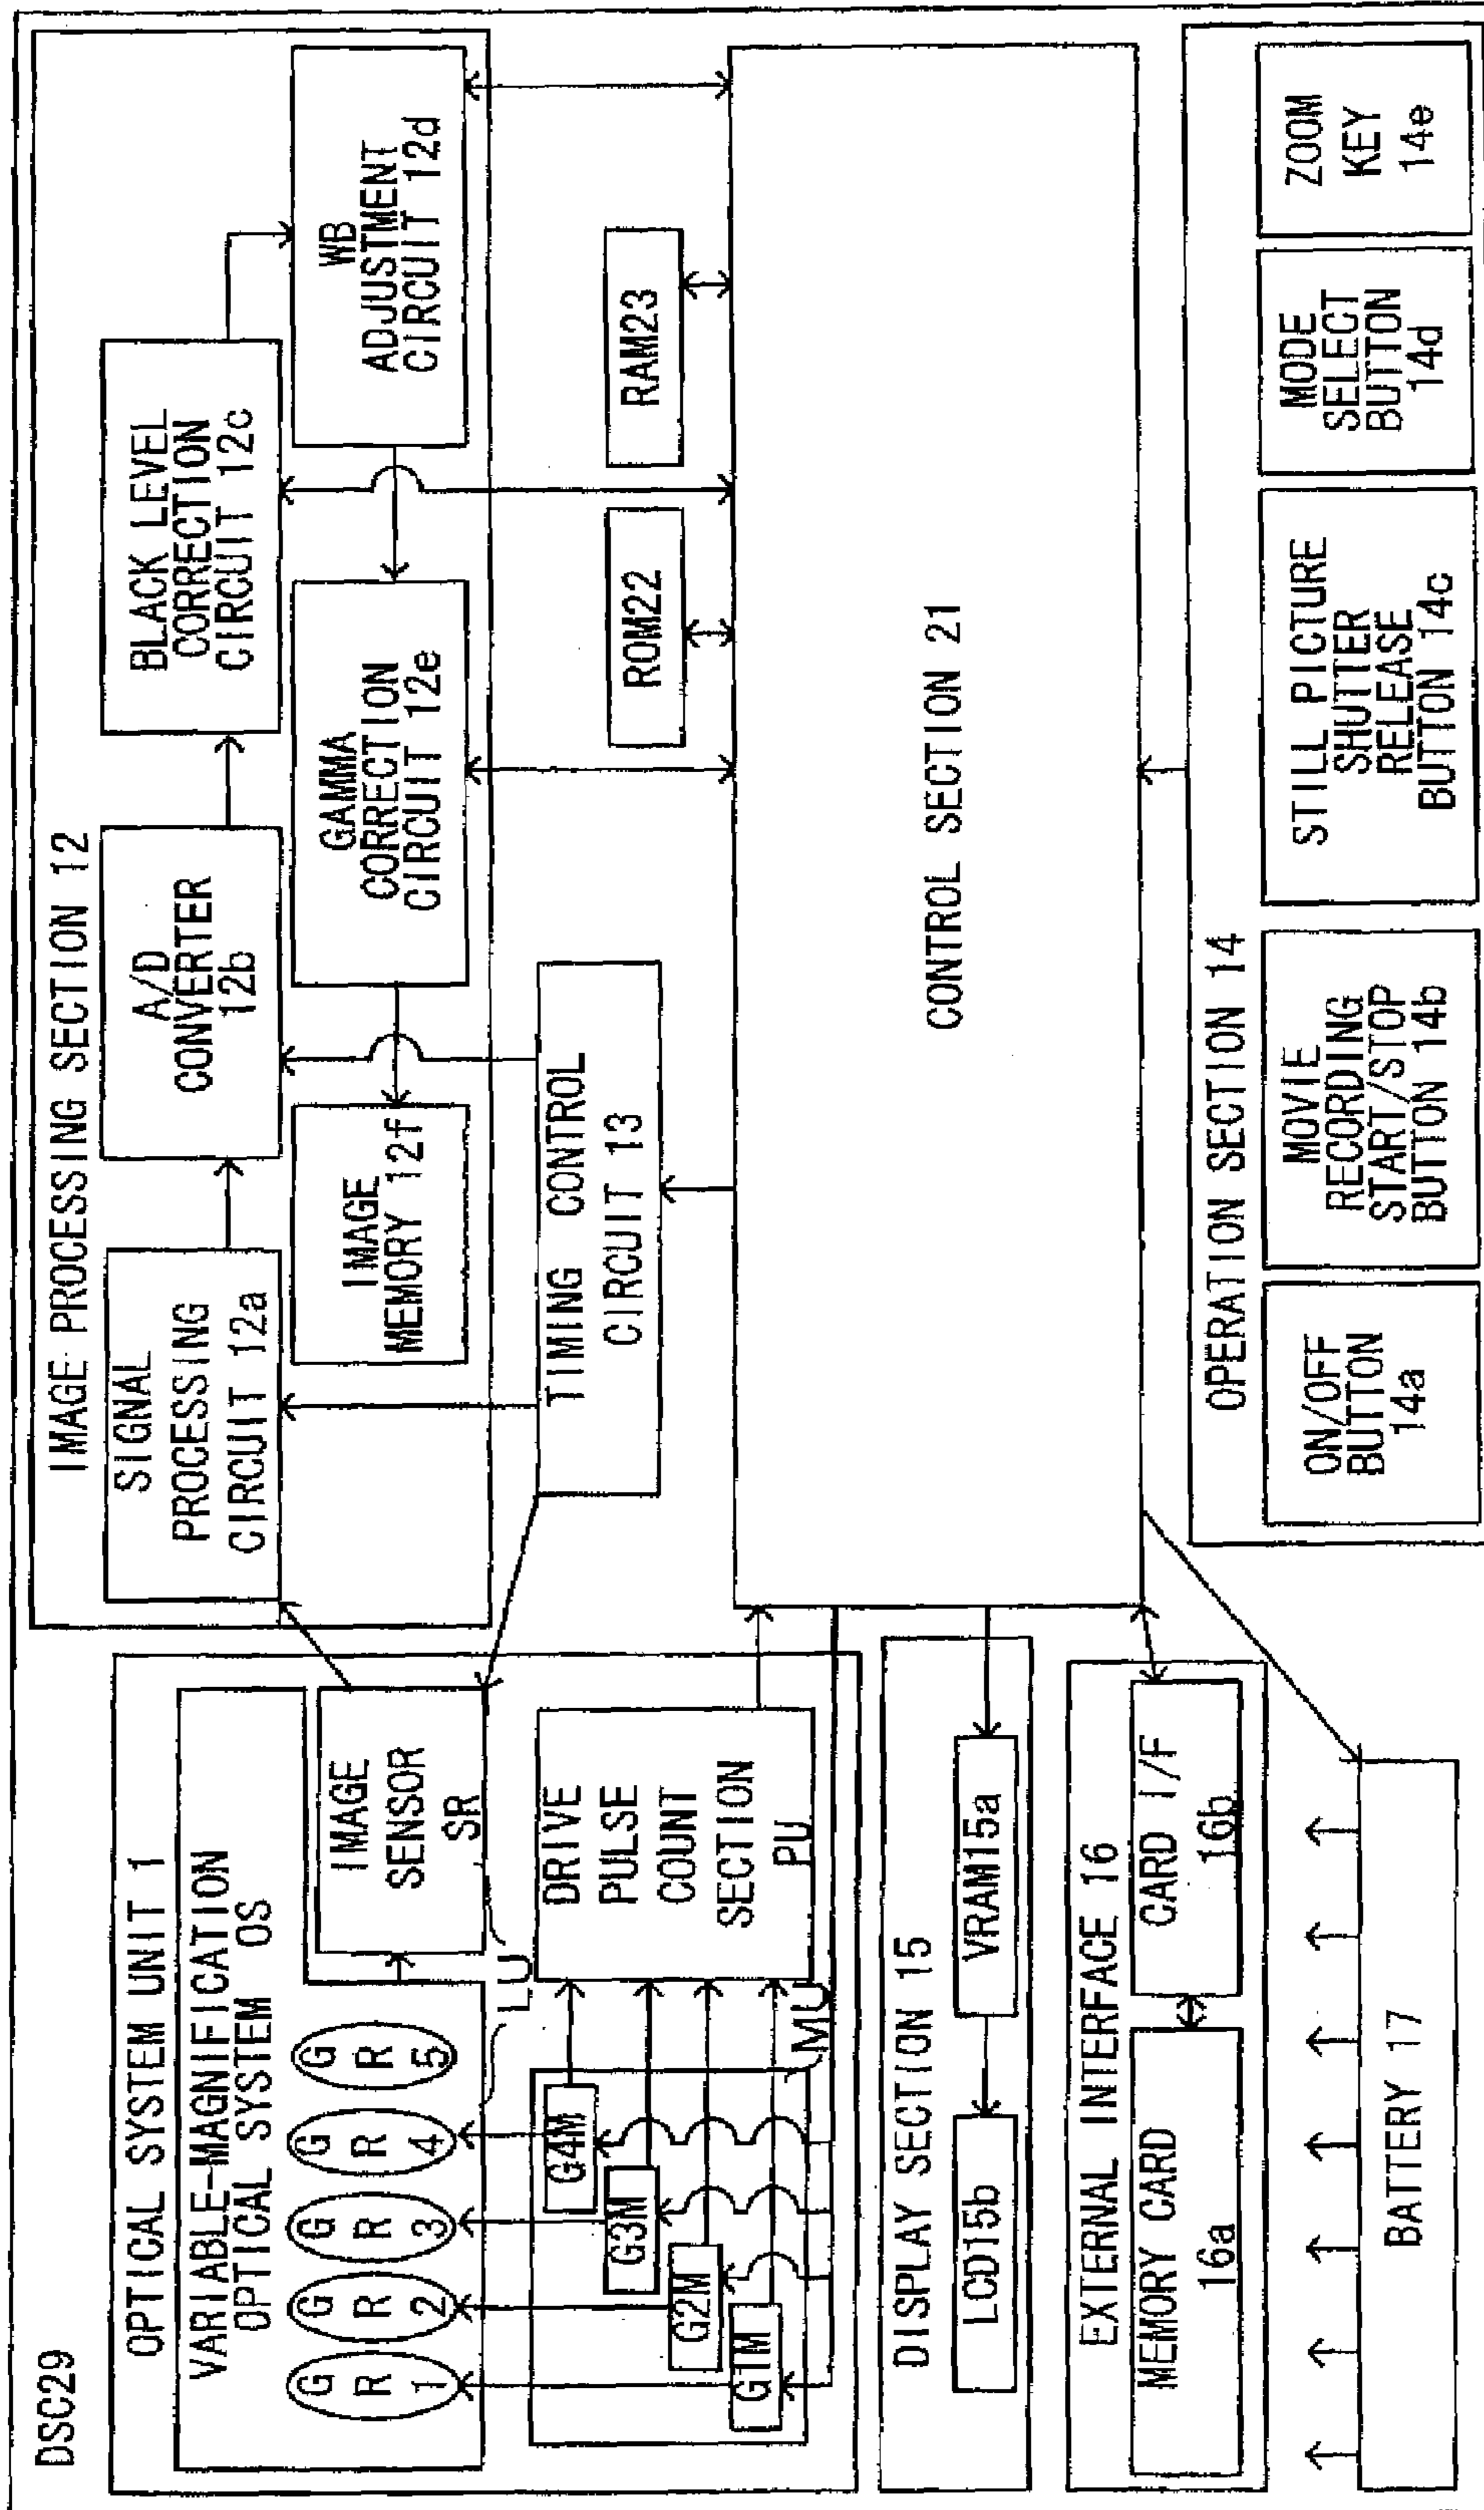 DSC29
OPTICAL SYSTEM UNIT 1
VARIABLE-MAGNIFICATION
OPTICAL SYSTEM OS
G
R
1
G
R
2
G
R
3
G
R
4
G
R
5
IMAGE
SENSOR
SR
LU
DRIVE
PULSE
COUNT
SECTION
PU
G4M
G3M
G2M
G1M
MU
IMAGE PROCESSING SECTION 12
SIGNAL
PROCESSING
CIRCUIT 12a
A/D
CONVERTER
12b
BLACK LEVEL
CORRECTION
CIRCUIT 12c
WB
ADJUSTMENT
CIRCUIT 12d
GAMMA
CORRECTION
CIRCUIT 12e
IMAGE
MEMORY 12f
TIMING CONTROL
CIRCUIT 13
ROM22
RAM23
CONTROL SECTION 21
DISPLAY SECTION 15
LCD15b
VRAM15a
EXTERNAL INTERFACE 16
MEMORY CARD
16a
CARD I/F
16b
BATTERY 17
OPERATION SECTION 14
ON/OFF
BUTTON
14a
MOVIE
RECORDING
START/STOP
BUTTON 14b
STILL PICTURE
SHUTTER
RELEASE
BUTTON 14c
MODE
SELECT
BUTTON
14d
ZOOM
KEY
14e